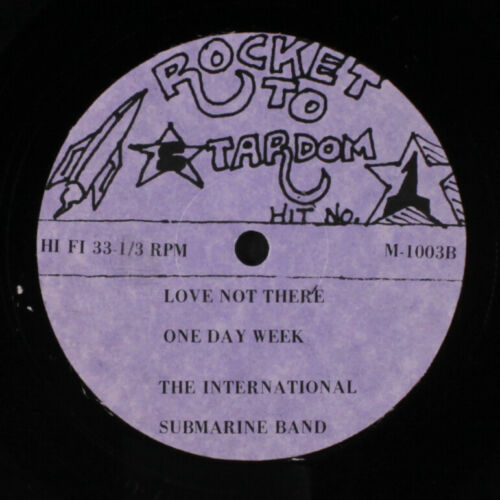 ROCKET
TO
STARDOM
HIT NO. 1
HI FI 33-1/3 RPM
M-1003B
LOVE NOT THERE
ONE DAY WEEK
THE INTERNATIONAL
SUBMARINE BAND